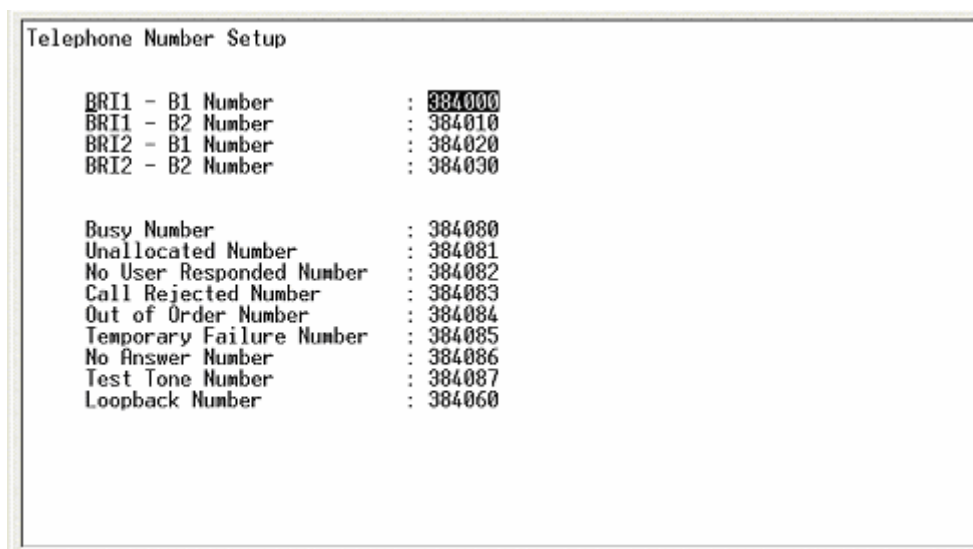 Telephone Number Setup
BRI1 - B1 Number : 384000
BRI1 - B2 Number : 384010
BRI2 - B1 Number : 384020
BRI2 - B2 Number : 384030
Busy Number : 384080
Unallocated Number : 384081
No User Responded Number : 384082
Call Rejected Number : 384083
Out of Order Number : 384084
Temporary Failure Number : 384085
No Answer Number : 384086
Test Tone Number : 384087
Loopback Number : 384060